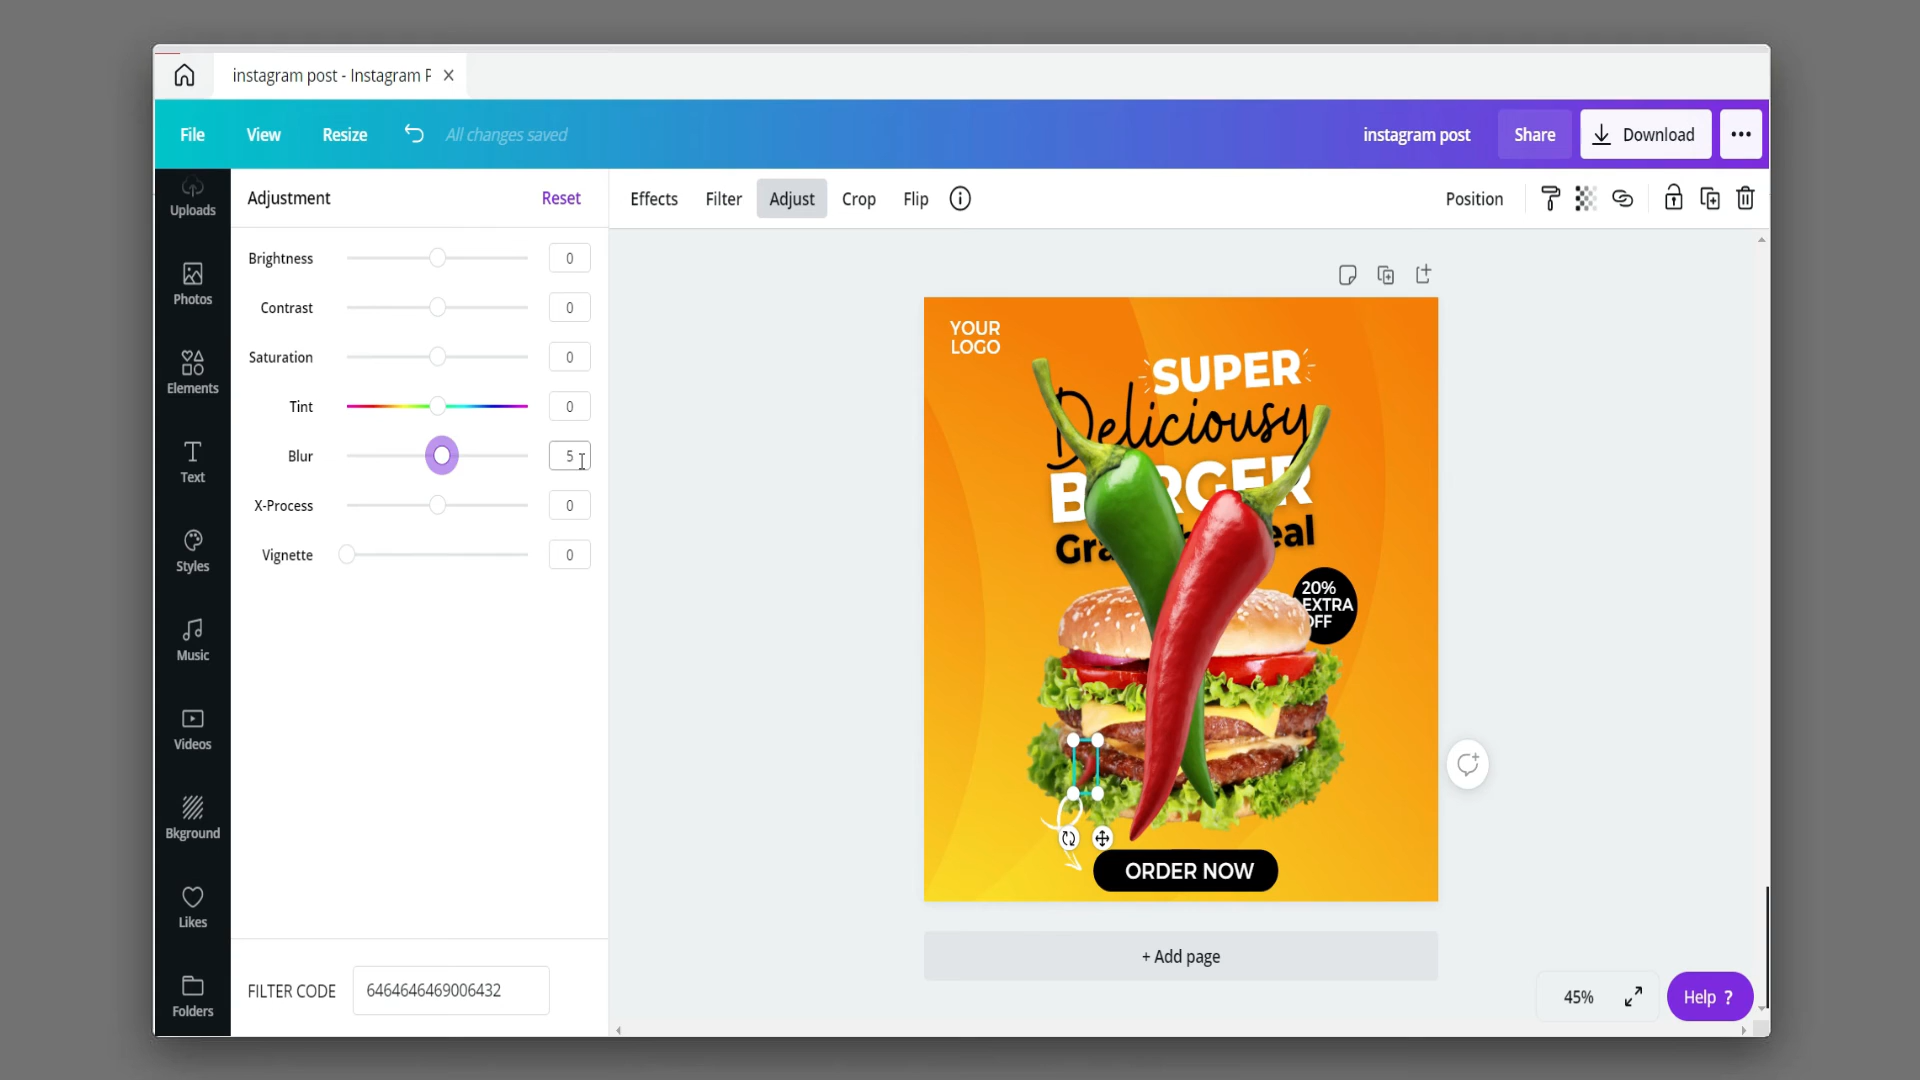 instagram post - Instagram P
File
View
Resize
All changes saved
instagram post
Share
Download
Uploads
Photos
Elements
Text
Styles
Music
Videos
Bkground
Likes
Folders
Adjustment
Reset
Brightness
0
Contrast
0
Saturation
0
Tint
0
Blur
5
X-Process
0
Vignette
0
FILTER CODE
6464646469006432
Effects
Filter
Adjust
Crop
Flip
Position
YOUR
LOGO
SUPER
Deliciousy
20%
EXTRA
OFF
ORDER NOW
+ Add page
45%
Help ?